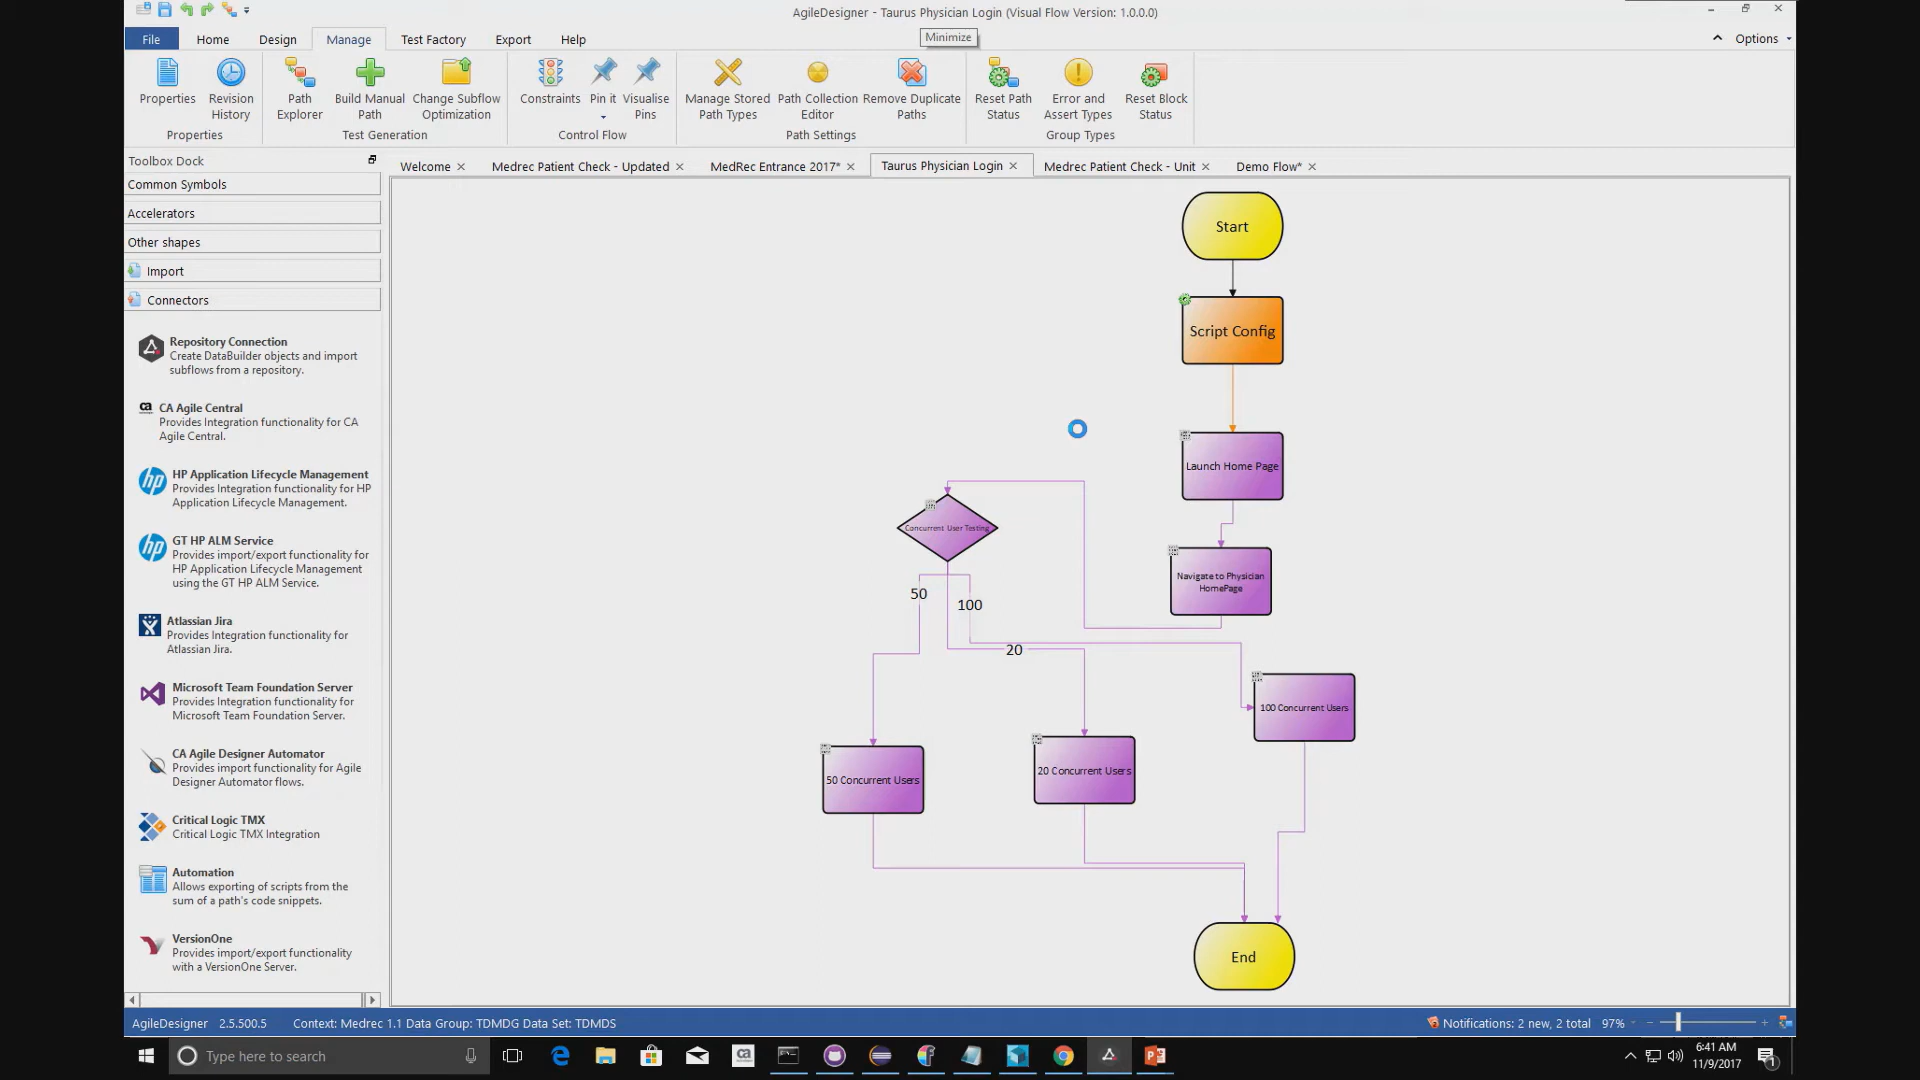 AgileDesigner - Taurus Physician Login (Visual Flow Version: 1.0.0.0)
File Home Design Manage Test Factory Export Help
Minimize
Options
Properties
Revision History
Path Explorer
Build Manual Path
Change Subflow Optimization
Constraints
Pin it
Visualise Pins
Manage Stored Path Types
Path Collection Editor
Remove Duplicate Paths
Reset Path Status
Error and Assert Types
Reset Block Status
Properties
Test Generation
Control Flow
Path Settings
Group Types
Toolbox Dock
Welcome
Medrec Patient Check - Updated
MedRec Entrance 2017*
Taurus Physician Login
Medrec Patient Check - Unit
Demo Flow*
Common Symbols
Accelerators
Other shapes
Import
Connectors
Repository Connection
Create DataBuilder objects and import
subflows from a repository.
ca
CA Agile Central
Provides Integration functionality for CA
Agile Central.
hp
HP Application Lifecycle Management
Provides Integration functionality for HP
Application Lifecycle Management.
hp
GT HP ALM Service
Provides import/export functionality for
HP Application Lifecycle Management
using the GT HP ALM Service.
Atlassian Jira
Provides Integration functionality for
Atlassian Jira.
Microsoft Team Foundation Server
Provides Integration functionality for
Microsoft Team Foundation Server.
CA Agile Designer Automator
Provides import functionality for Agile
Designer Automator flows.
Critical Logic TMX
Critical Logic TMX Integration
Automation
Allows exporting of scripts from the
sum of a path's code snippets.
VersionOne
Provides import/export functionality
with a VersionOne Server.
Start
Script Config
Launch Home Page
Concurrent User Testing
Navigate to Physician
HomePage
50
100
20
100 Concurrent Users
50 Concurrent Users
20 Concurrent Users
End
AgileDesigner 2.5.500.5
Context: Medrec 1.1 Data Group: TDMDG Data Set: TDMDS
Notifications: 2 new, 2 total
97%
Type here to search
ca
6:41 AM
11/9/2017
1